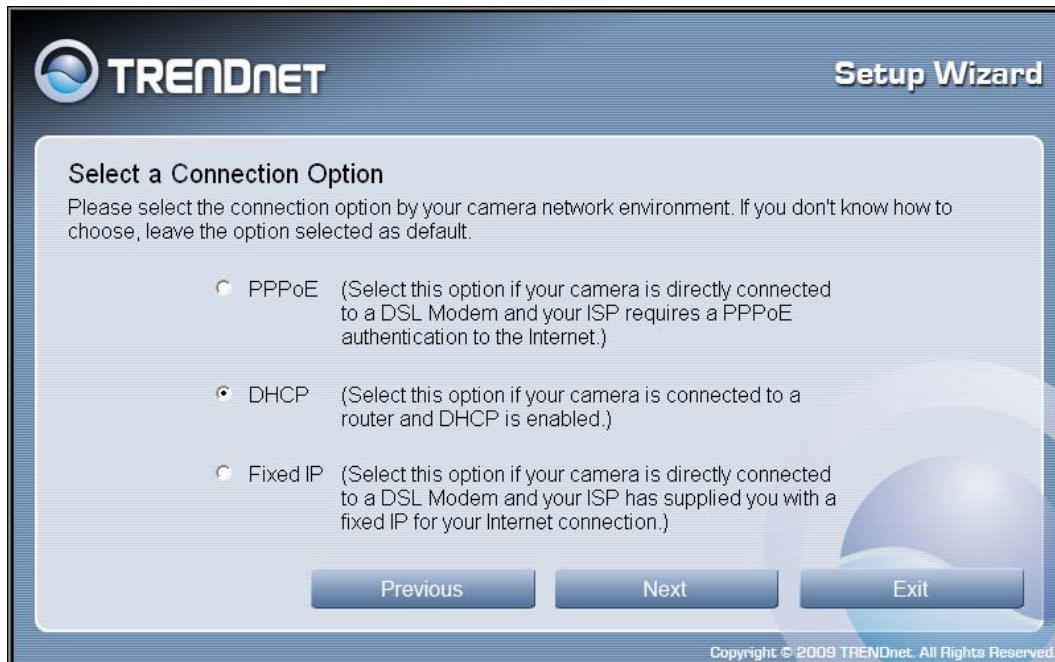 TRENDNET
Setup Wizard
Select a Connection Option
Please select the connection option by your camera network environment. If you don't know how to
choose, leave the option selected as default.
PPPoE (Select this option if your camera is directly connected
to a DSL Modem and your ISP requires a PPPoE
authentication to the Internet.)
DHCP (Select this option if your camera is connected to a
router and DHCP is enabled.)
Fixed IP (Select this option if your camera is directly connected
to a DSL Modem and your ISP has supplied you with a
fixed IP for your Internet connection.)
Previous Next Exit
Copyright © 2009 TRENDnet. All Rights Reserved.